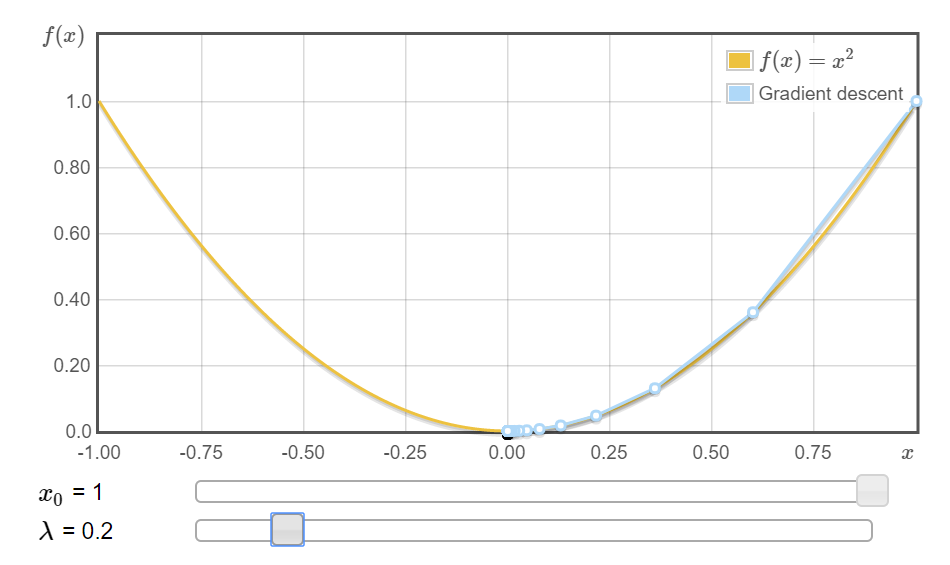 f(x)
f(x) = x²
Gradient descent
1.0
0.80
0.60
0.40
0.20
0.0
-1.00 -0.75 -0.50 -0.25 0.00 0.25 0.50 0.75 x
x₀ = 1
λ = 0.2